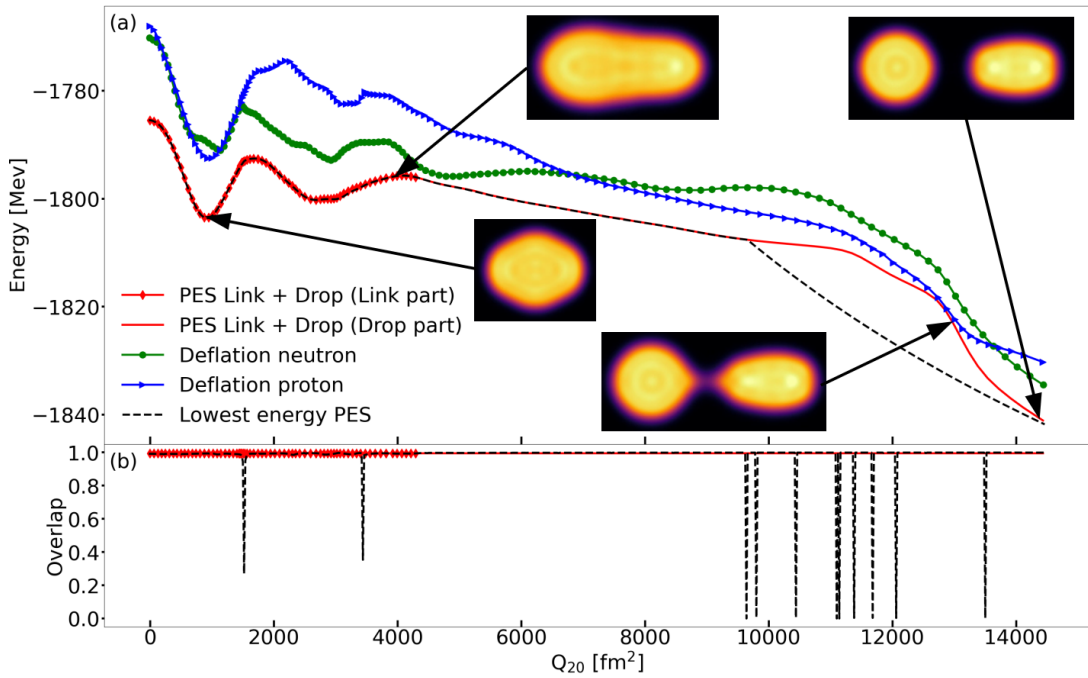 (a)
−1780
−1800
−1820
−1840
Energy [Mev]
PES Link + Drop (Link part)
PES Link + Drop (Drop part)
Deflation neutron
Deflation proton
Lowest energy PES
(b)
1.0
0.8
0.6
0.4
0.2
0.0
Overlap
0 2000 4000 6000 8000 10000 12000 14000
Q₂₀ [fm²]